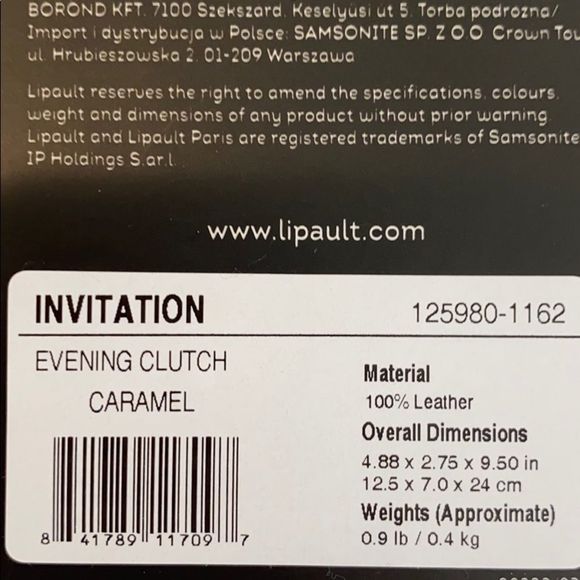 BOROND KFT. 7100 Szekszard, Keselyüsi út 5. Torba podrozna/
Import i dystrybucja w Polsce: SAMSONITE SP. Z O.O. Crown
ul. Hrubieszowska 2, 01-209 Warszawa
Lipault reserves the right to amend the specifications, colours,
weight and dimensions of any product without prior warning.
Lipault and Lipault Paris are registered trademarks of Samsonite
IP Holdings S.ar.l.
www.lipault.com
INVITATION 125980-1162
EVENING CLUTCH
CARAMEL
Material
100% Leather
Overall Dimensions
4.88 x 2.75 x 9.50 in
12.5 x 7.0 x 24 cm
Weights (Approximate)
0.9 lb / 0.4 kg
8 41789 11709 7